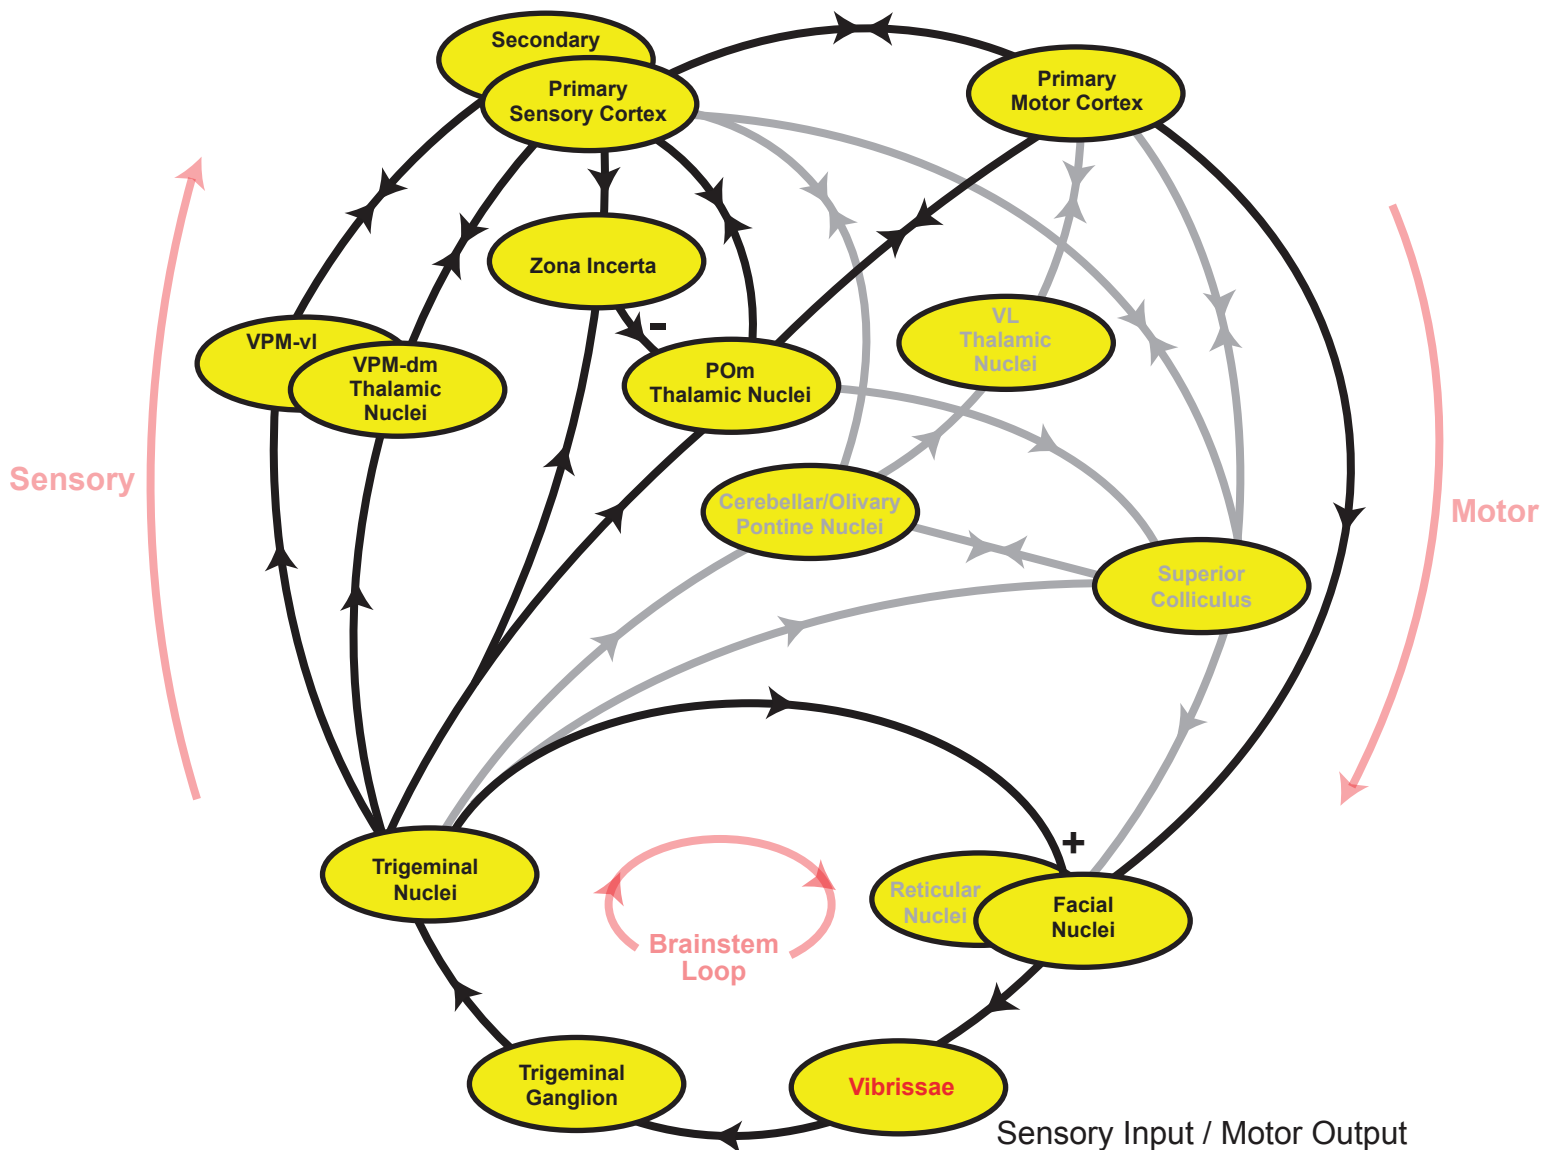 Secondary
Primary
Sensory Cortex
Primary
Motor Cortex
Zona Incerta
-
VPM-vl
VPM-dm
Thalamic
Nuclei
POm
Thalamic Nuclei
VL
Thalamic
Nuclei
Sensory
Cerebellar/Olivary
Pontine Nuclei
Motor
Superior
Colliculus
+
Trigeminal
Nuclei
Reticular
Nuclei
Facial
Nuclei
Brainstem
Loop
Trigeminal
Ganglion
Vibrissae
Sensory Input / Motor Output